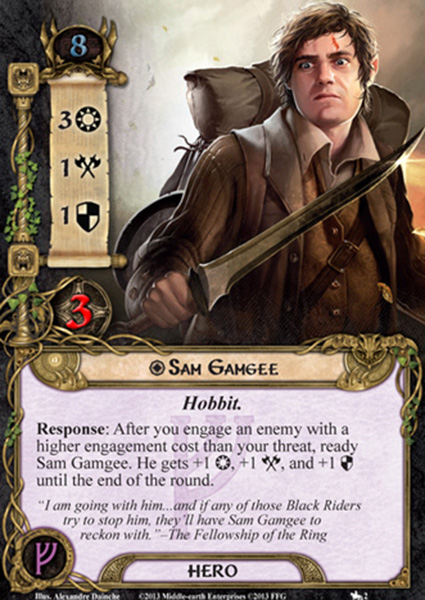 8
3
1
1
3
Sam Gamgee
Hobbit.
Response: After you engage an enemy with a
higher engagement cost than your threat, ready
Sam Gamgee. He gets +1 , +1 , and +1
until the end of the round.
“I am going with him...and if any of those Black Riders
try to stop him, they’ll have Sam Gamgee to
reckon with.”–The Fellowship of the Ring
HERO
Illus. Alexandre Dainche ©2013 Middle-earth Enterprises ©2013 FFG 2